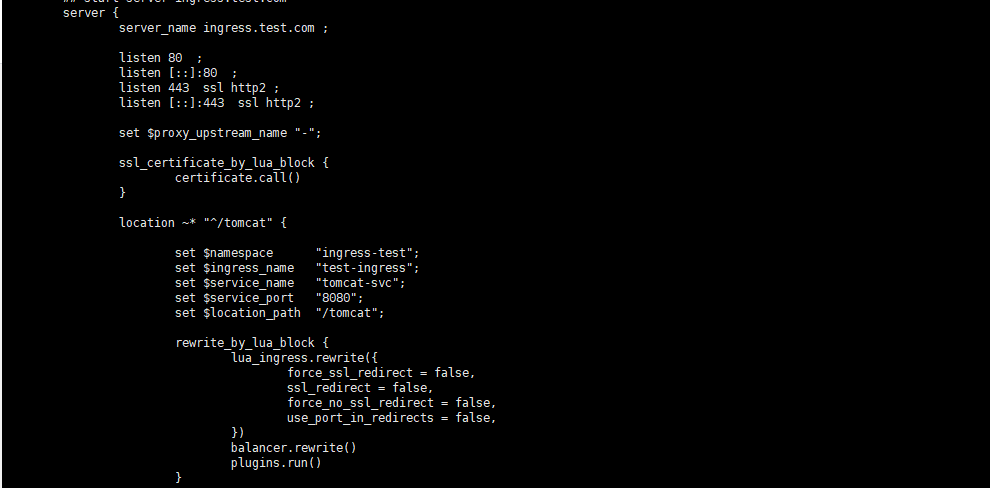 ## start server ingress.test.com
server {
server_name ingress.test.com ;
listen 80  ;
listen [::]:80  ;
listen 443  ssl http2 ;
listen [::]:443  ssl http2 ;
set $proxy_upstream_name "-";
ssl_certificate_by_lua_block {
certificate.call()
}
location ~* "^/tomcat" {
set $namespace      "ingress-test";
set $ingress_name   "test-ingress";
set $service_name   "tomcat-svc";
set $service_port   "8080";
set $location_path  "/tomcat";
rewrite_by_lua_block {
lua_ingress.rewrite({
force_ssl_redirect = false,
ssl_redirect = false,
force_no_ssl_redirect = false,
use_port_in_redirects = false,
})
balancer.rewrite()
plugins.run()
}